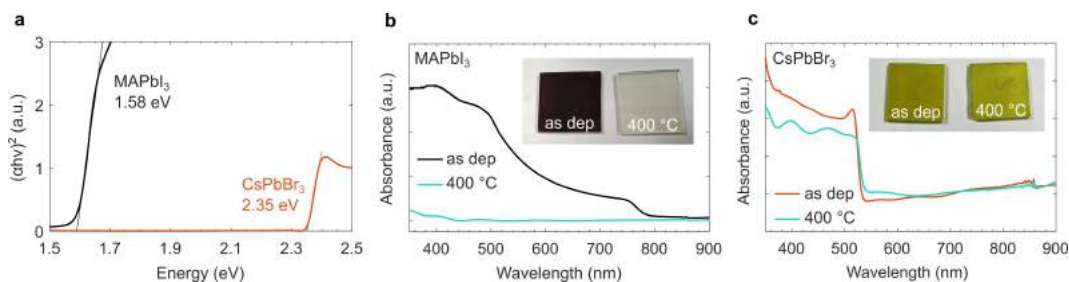 a
3
2
1
0
(αhν)² (a.u.)
MAPbI₃
1.58 eV
CsPbBr₃
2.35 eV
1.5 1.7 1.9 2.1 2.3 2.5
Energy (eV)
b
MAPbI₃
as dep 400 °C
as dep
400 °C
Absorbance (a.u.)
400 500 600 700 800 900
Wavelength (nm)
c
CsPbBr₃
as dep 400 °C
as dep
400 °C
Absorbance (a.u.)
400 500 600 700 800 900
Wavelength (nm)